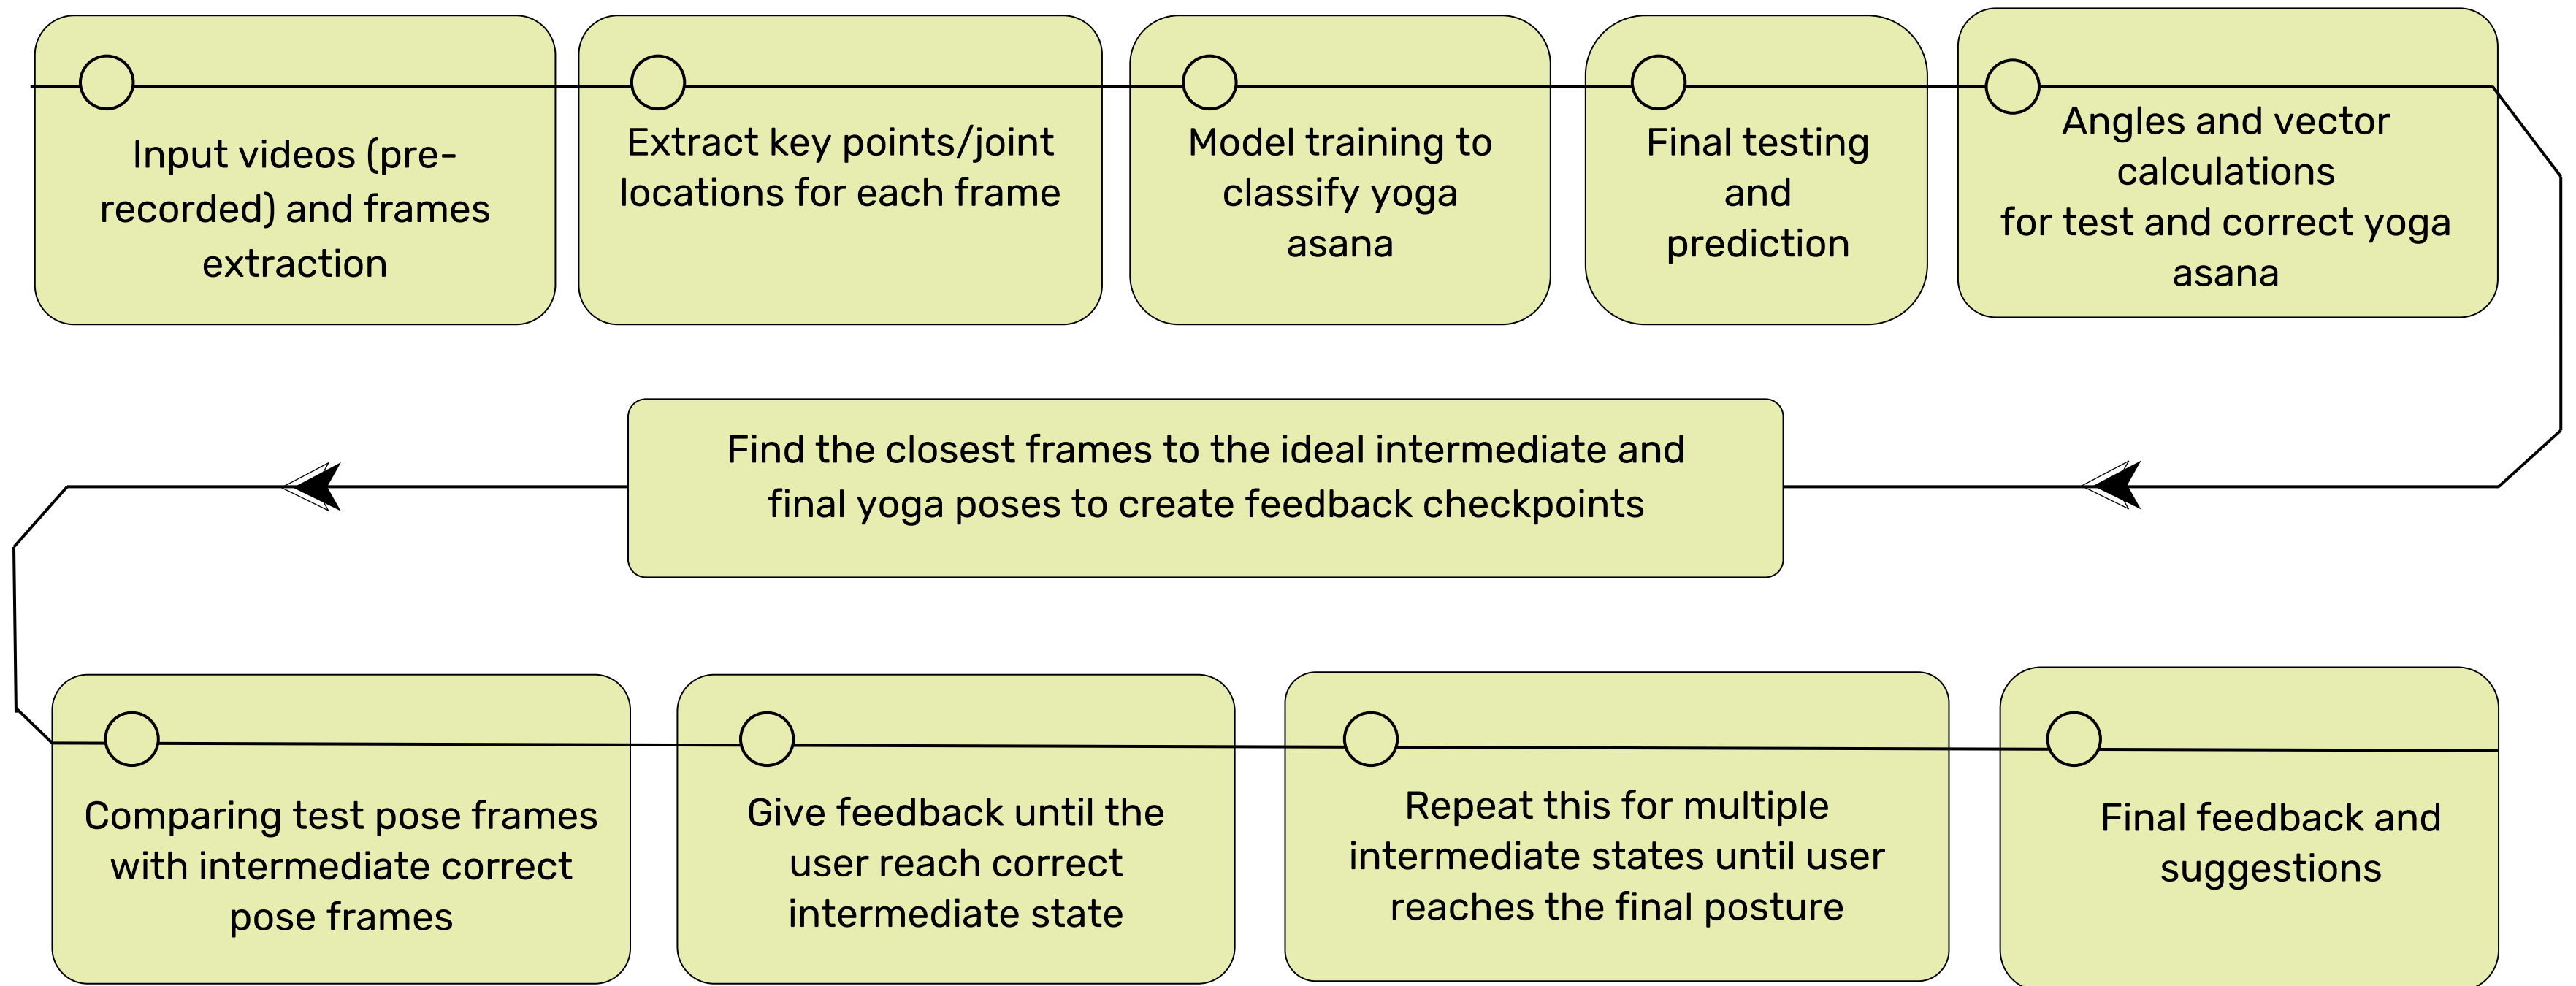 Input videos (pre-
recorded) and frames
extraction
Extract key points/joint
locations for each frame
Model training to
classify yoga
asana
Final testing
and
prediction
Angles and vector
calculations
for test and correct yoga
asana
Find the closest frames to the ideal intermediate and
final yoga poses to create feedback checkpoints
Comparing test pose frames
with intermediate correct
pose frames
Give feedback until the
user reach correct
intermediate state
Repeat this for multiple
intermediate states until user
reaches the final posture
Final feedback and
suggestions